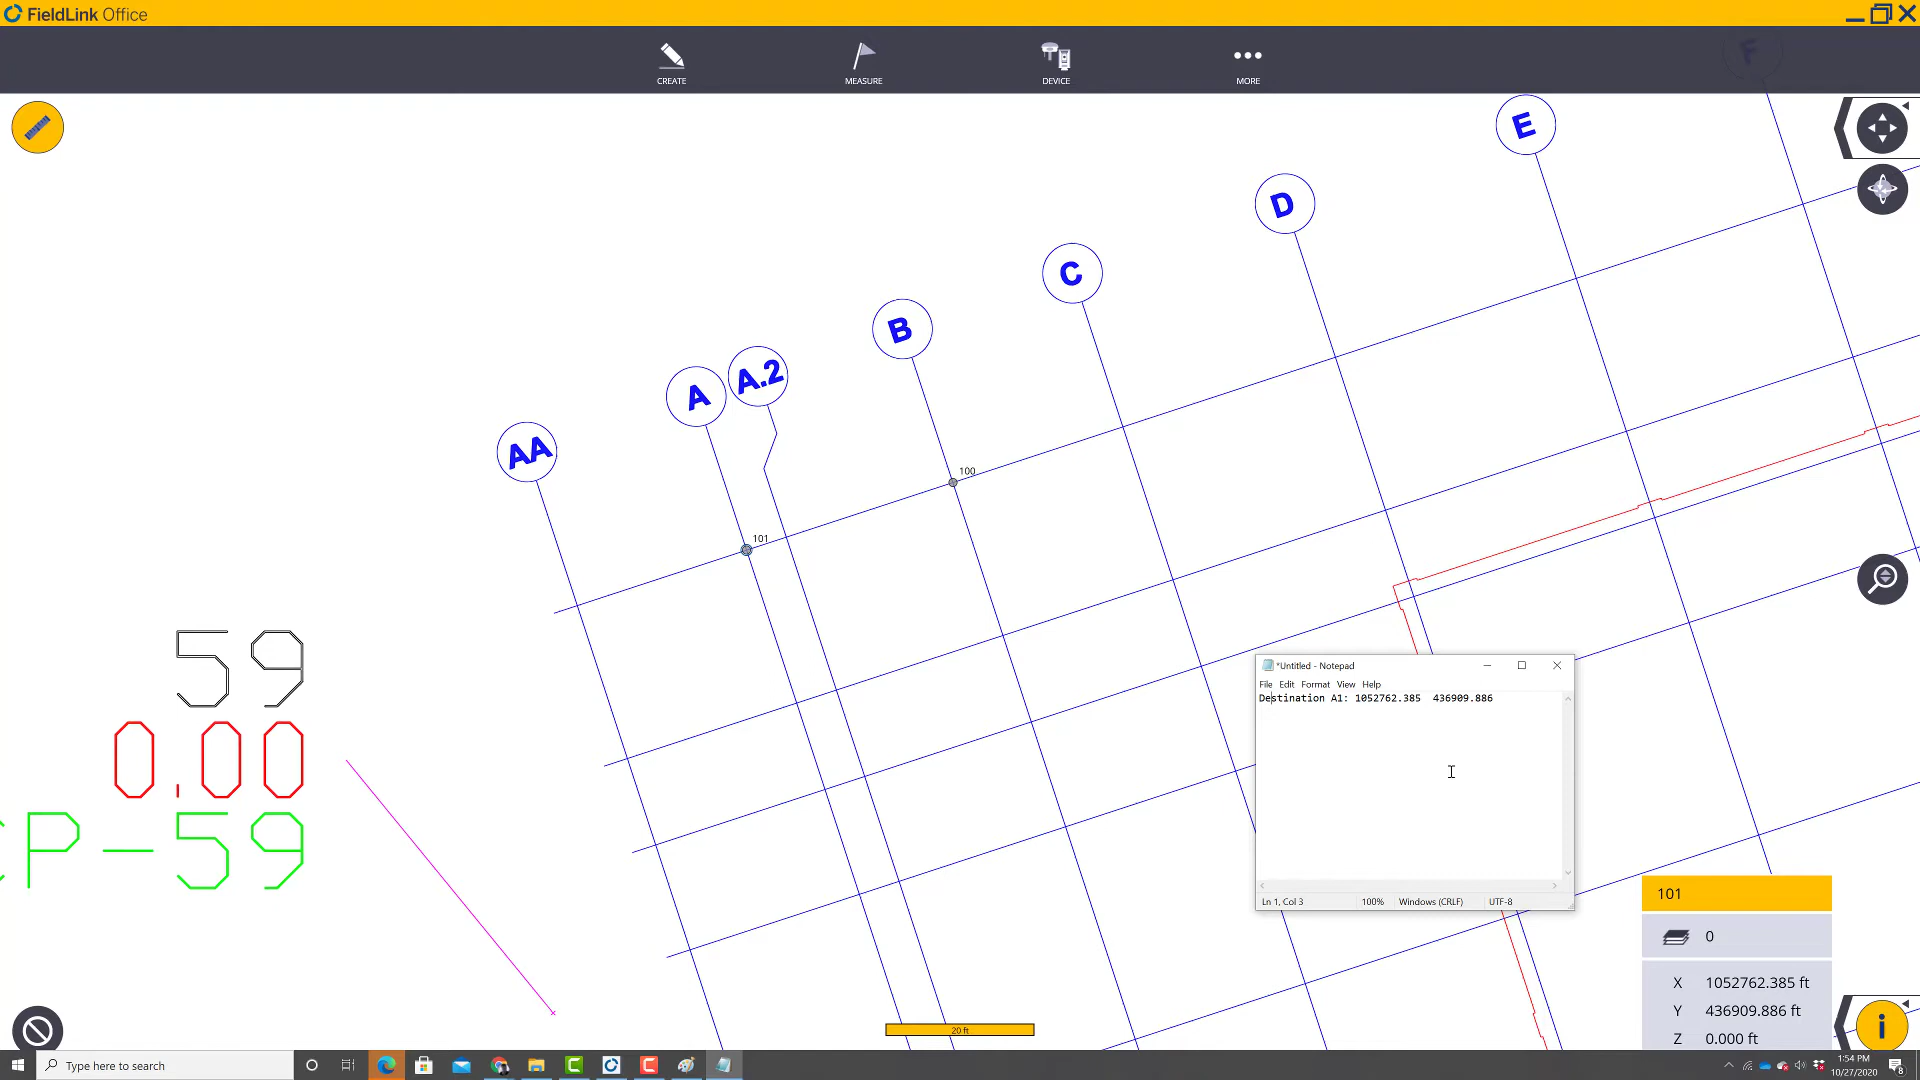 FieldLink Office
CREATE
MEASURE
DEVICE
MORE
F
E
D
C
B
A.2
A
AA
100
101
59
0.00
CP-59
*Untitled - Notepad
File Edit Format View Help
Destination A1: 1052762.385 436909.886
Ln 1, Col 3 100% Windows (CRLF) UTF-8
101
0
X 1052762.385 ft
Y 436909.886 ft
Z 0.000 ft
20 ft
Type here to search
1:54 PM
10/27/2020
8